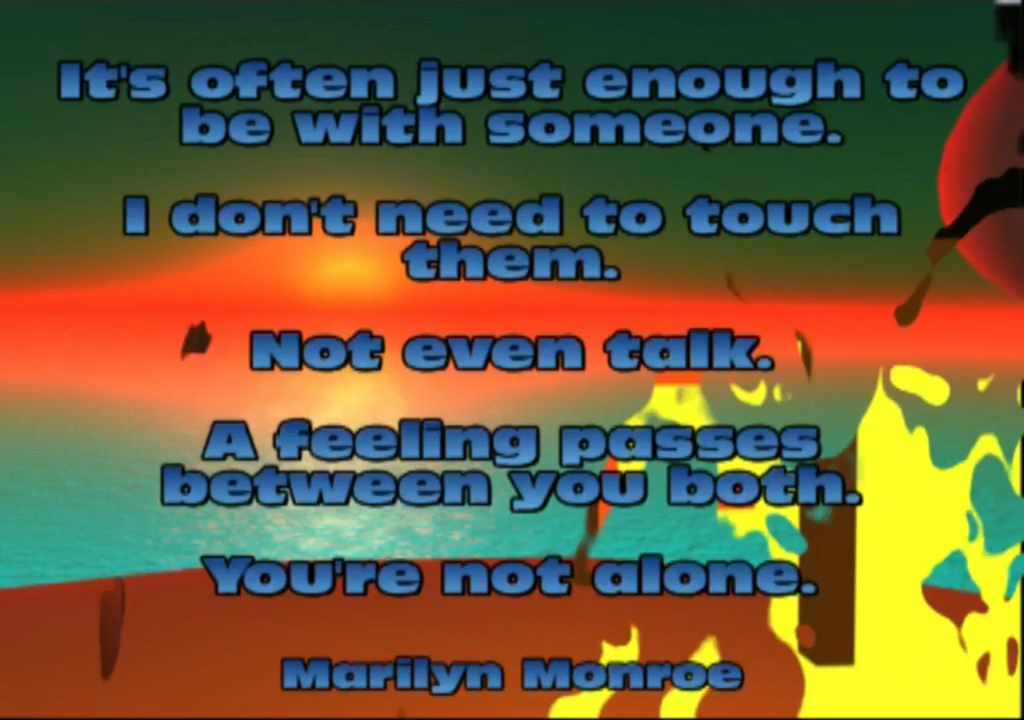 It's often just enough to
be with someone.
I don't need to touch
them.
Not even talk.
A feeling passes
between you both.
You're not alone.
Marilyn Monroe